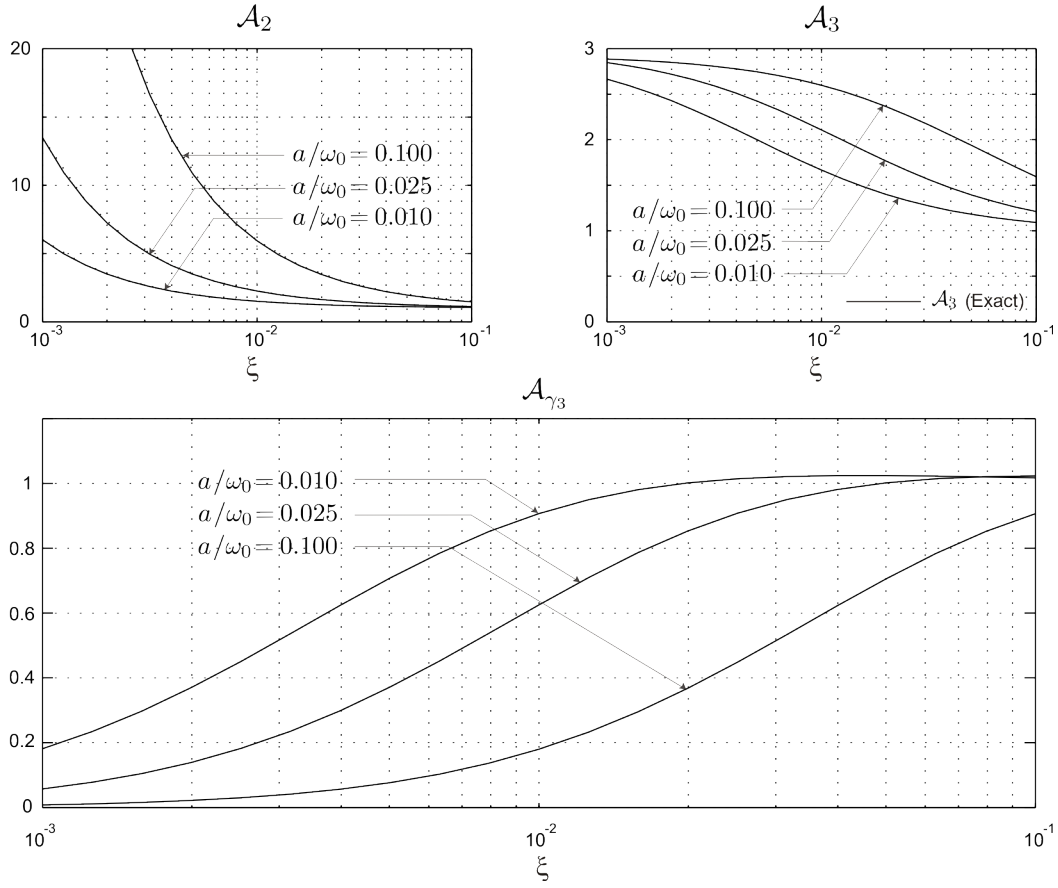 𝒜₂
20
10
0
a/ω₀ = 0.100
a/ω₀ = 0.025
a/ω₀ = 0.010
10⁻³ 10⁻² 10⁻¹
ξ
𝒜₃
3
2
1
0
a/ω₀ = 0.100
a/ω₀ = 0.025
a/ω₀ = 0.010
𝒜₃ (Exact)
10⁻³ 10⁻² 10⁻¹
ξ
𝒜γ₃
1
0.8
0.6
0.4
0.2
0
a/ω₀ = 0.010
a/ω₀ = 0.025
a/ω₀ = 0.100
10⁻³ 10⁻² 10⁻¹
ξ